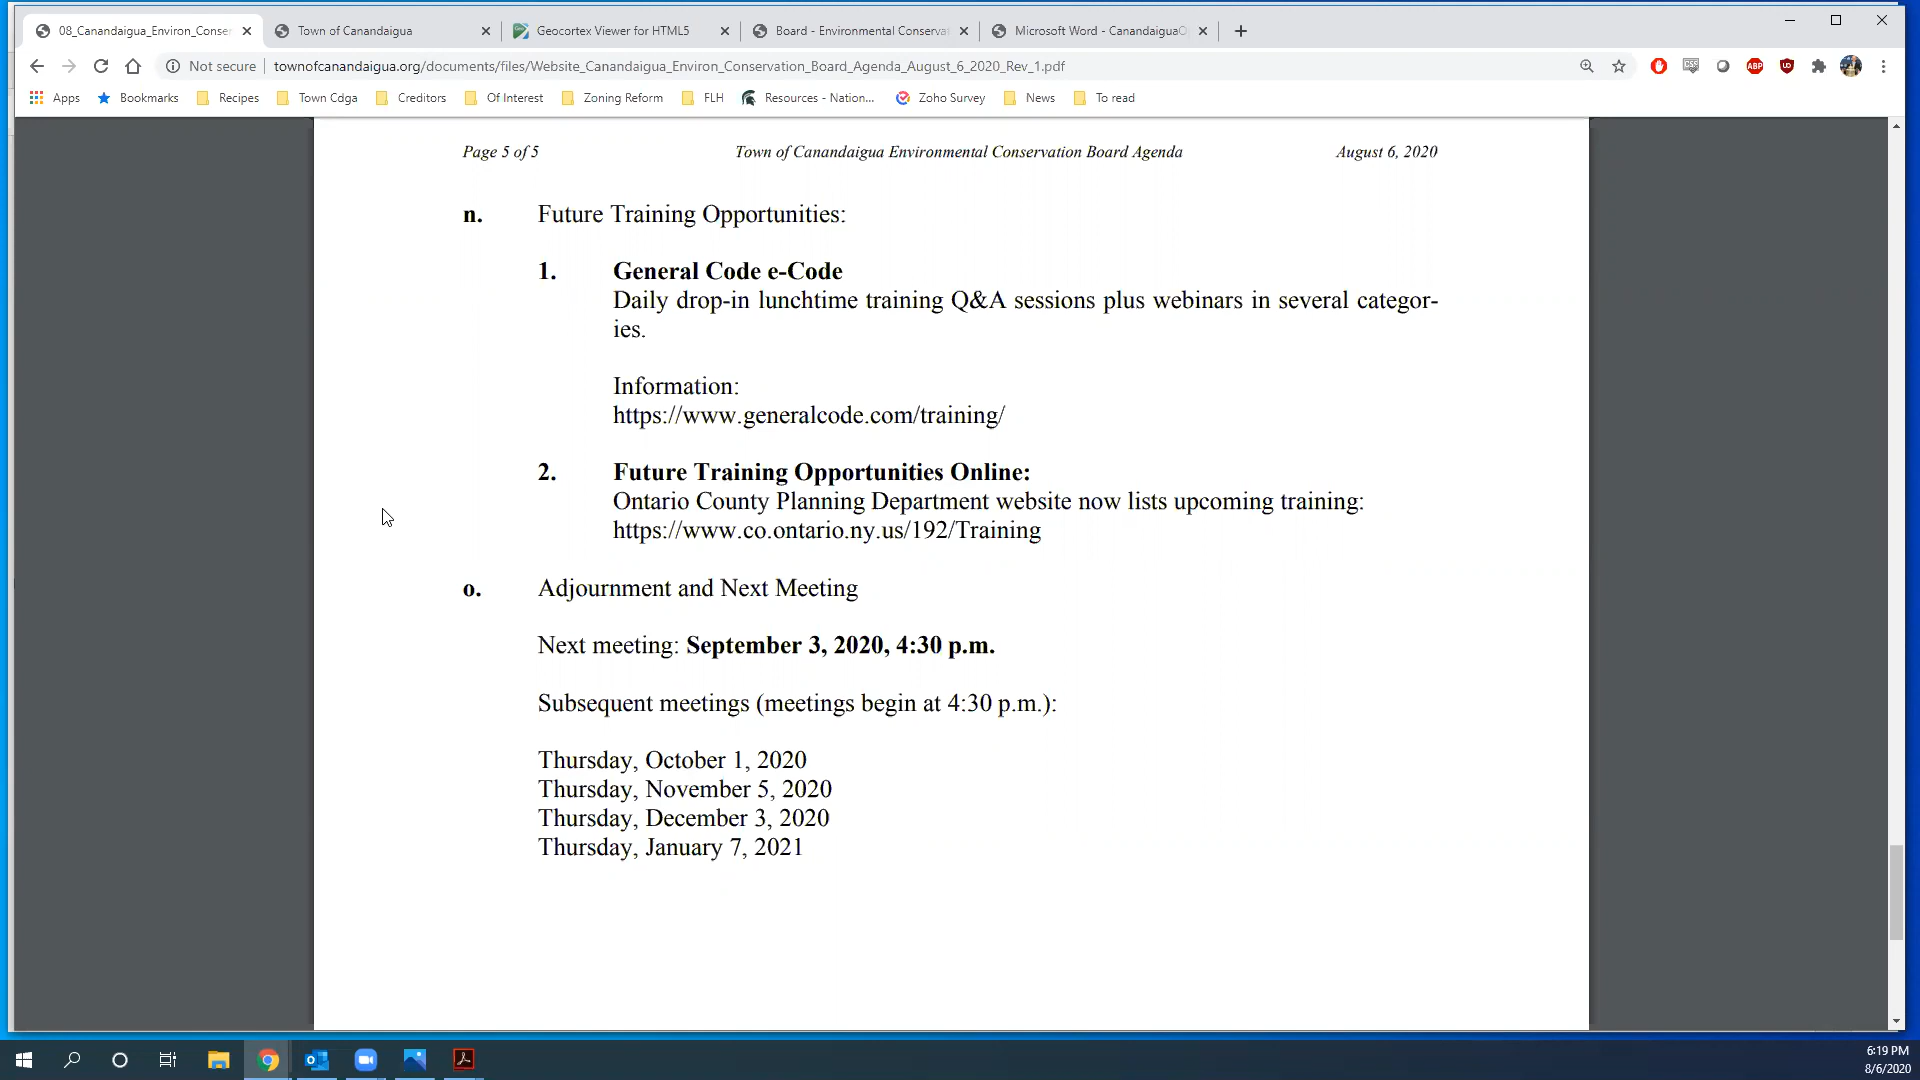 08_Canandaigua_Environ_Conser
Town of Canandaigua
Geocortex Viewer for HTML5
Board - Environmental Conservat
Microsoft Word - CanandaiguaO
Not secure
townofcanandaigua.org/documents/files/Website_Canandaigua_Environ_Conservation_Board_Agenda_August_6_2020_Rev_1.pdf
Apps Bookmarks Recipes Town Cdga Creditors Of Interest Zoning Reform FLH Resources - Nation... Zoho Survey News To read
Page 5 of 5 Town of Canandaigua Environmental Conservation Board Agenda August 6, 2020
n. Future Training Opportunities:
1. General Code e-Code
Daily drop-in lunchtime training Q&A sessions plus webinars in several categor-
ies.
Information:
https://www.generalcode.com/training/
2. Future Training Opportunities Online:
Ontario County Planning Department website now lists upcoming training:
https://www.co.ontario.ny.us/192/Training
o. Adjournment and Next Meeting
Next meeting: September 3, 2020, 4:30 p.m.
Subsequent meetings (meetings begin at 4:30 p.m.):
Thursday, October 1, 2020
Thursday, November 5, 2020
Thursday, December 3, 2020
Thursday, January 7, 2021
6:19 PM
8/6/2020